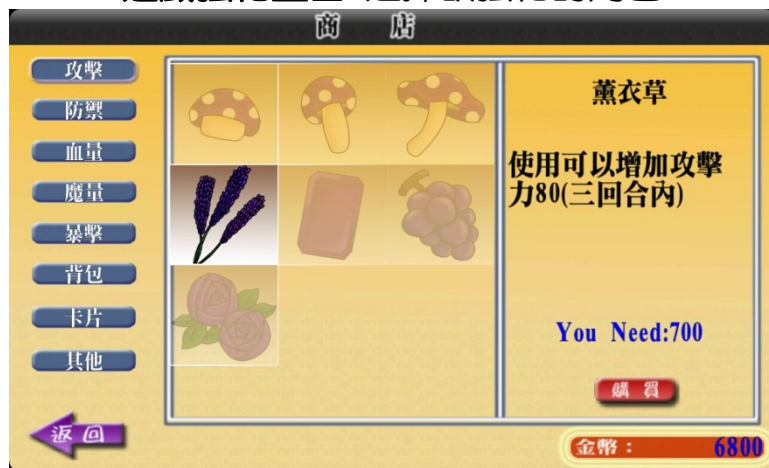 商 店
攻擊
防禦
血量
魔量
暴擊
背包
卡片
其他
返回
薰衣草
使用可以增加攻擊
力80(三回合內)
You Need:700
購買
金幣： 6800